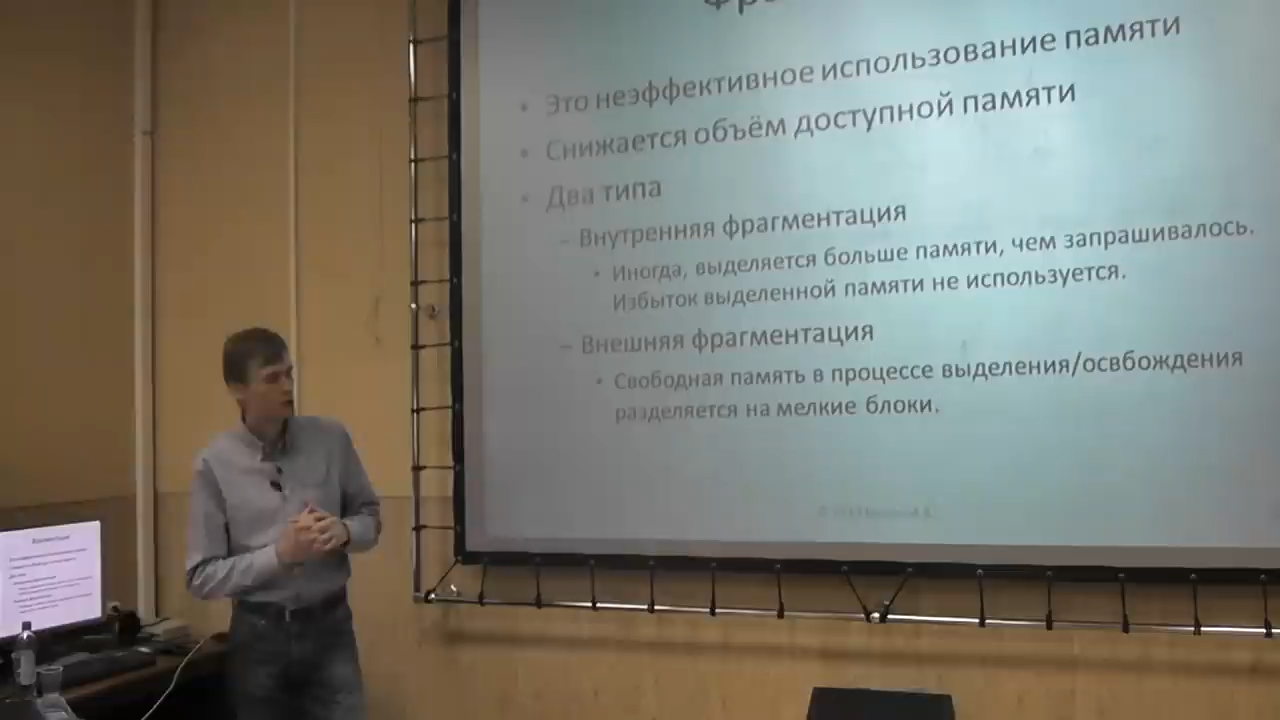 • Это неэффективное использование памяти
• Снижается объём доступной памяти
• Два типа
– Внутренняя фрагментация
• Иногда, выделяется больше памяти, чем запрашивалось.
Избыток выделенной памяти не используется.
– Внешняя фрагментация
• Свободная память в процессе выделения/освбождения
разделяется на мелкие блоки.